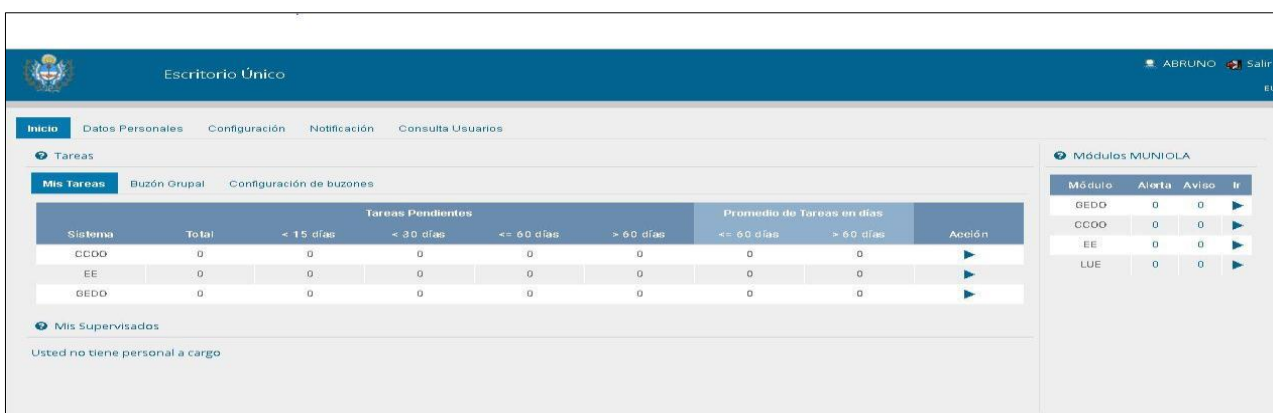 Escritorio Único
ABRUNO Salir
EU
Inicio Datos Personales Configuración Notificación Consulta Usuarios
Tareas
Mis Tareas Buzón Grupal Configuración de buzones
Tareas Pendientes Promedio de Tareas en días
Sistema Total < 15 días < 30 días <= 60 días > 60 días <= 60 días > 60 días Acción
CCOO 0 0 0 0 0 0 0
EE 0 0 0 0 0 0 0
GEDO 0 0 0 0 0 0 0
Mis Supervisados
Usted no tiene personal a cargo
Módulos MUNIOLA
Módulo Alerta Aviso Ir
GEDO 0 0
CCOO 0 0
EE 0 0
LUE 0 0